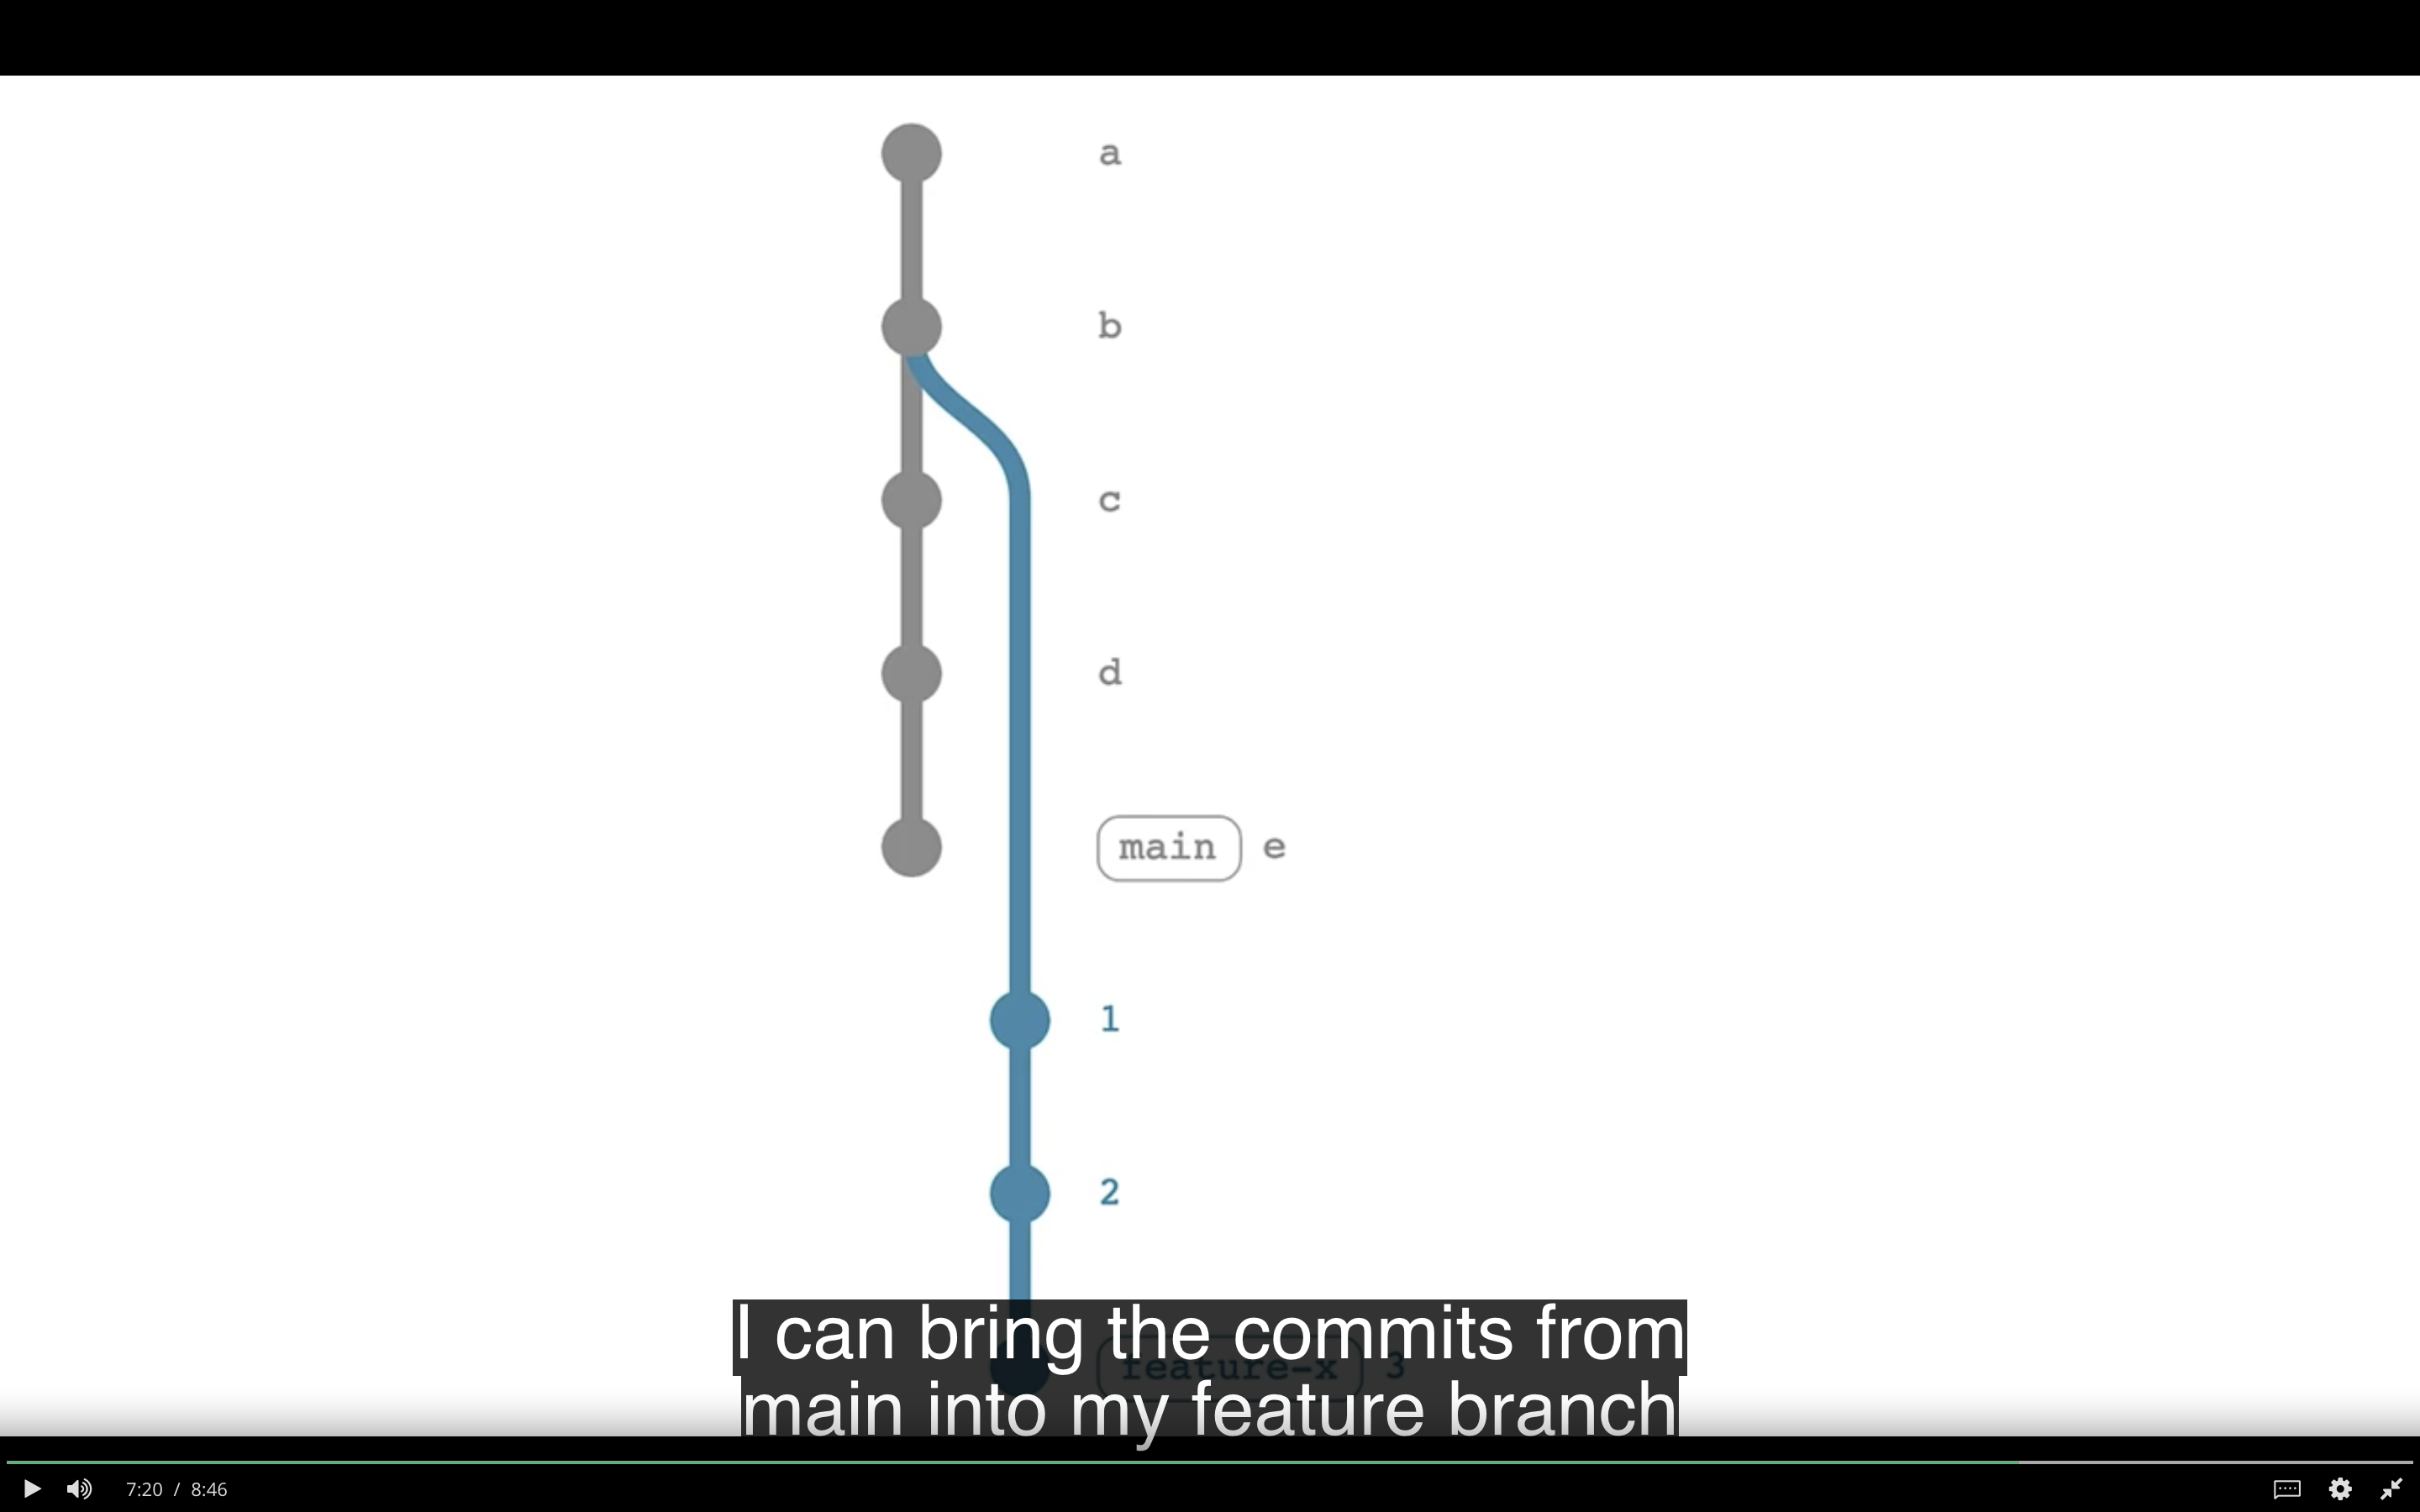 a
b
c
d
main e
1
2
feature-x 3
I can bring the commits from
main into my feature branch
7:20 / 8:46